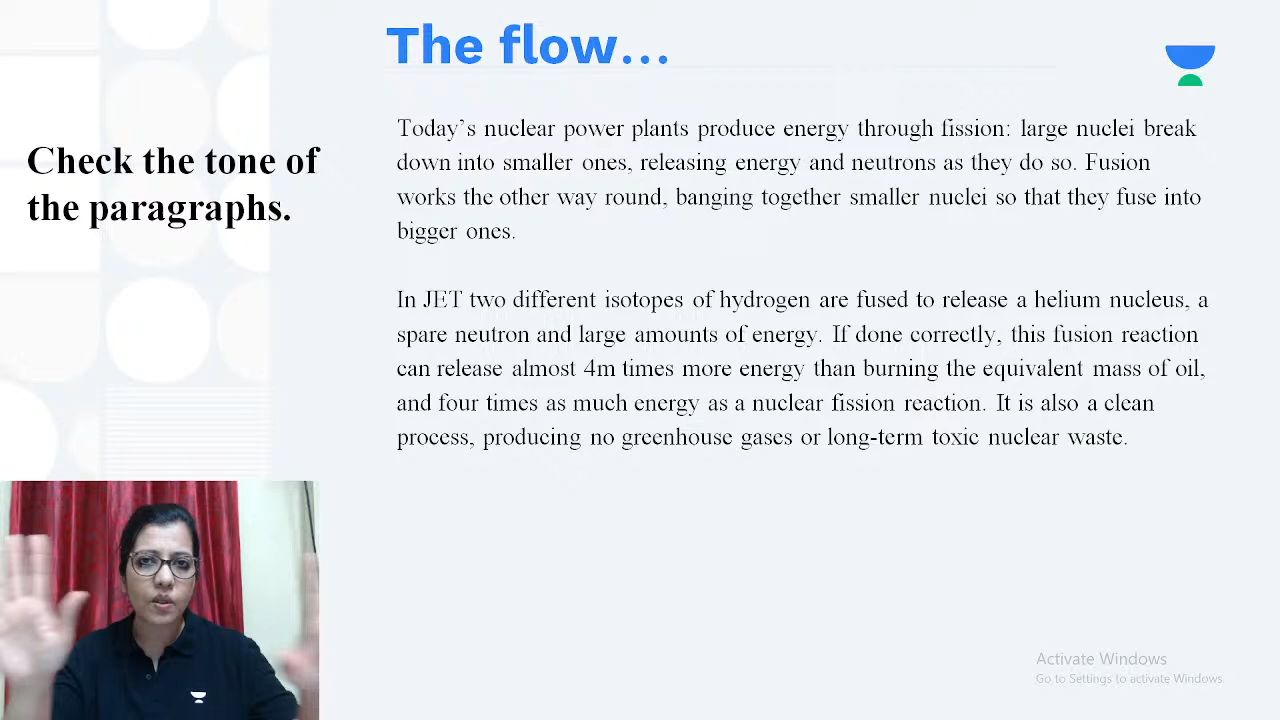 The flow...
Check the tone of
the paragraphs.
Today's nuclear power plants produce energy through fission: large nuclei break
down into smaller ones, releasing energy and neutrons as they do so. Fusion
works the other way round, banging together smaller nuclei so that they fuse into
bigger ones.
In JET two different isotopes of hydrogen are fused to release a helium nucleus, a
spare neutron and large amounts of energy. If done correctly, this fusion reaction
can release almost 4m times more energy than burning the equivalent mass of oil,
and four times as much energy as a nuclear fission reaction. It is also a clean
process, producing no greenhouse gases or long-term toxic nuclear waste.
Activate Windows
Go to Settings to activate Windows.